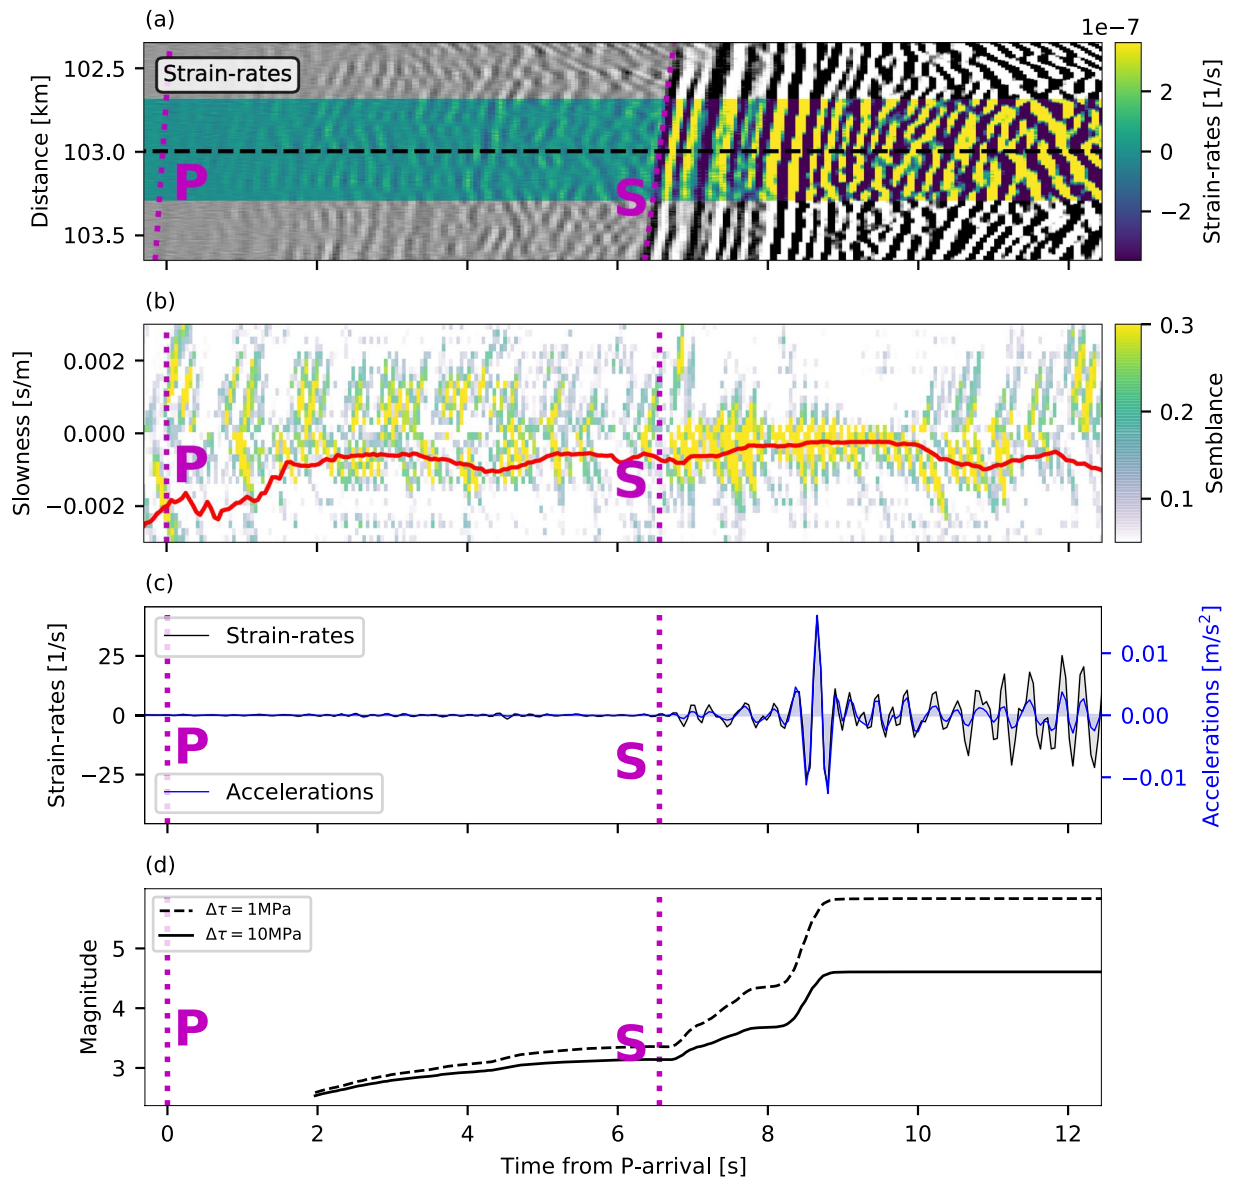 (a)
1e−7
Strain-rates
102.5
103.0
103.5
Distance [km]
P
S
2
0
−2
Strain-rates [1/s]
(b)
0.002
0.000
−0.002
Slowness [s/m]
P
S
0.3
0.2
0.1
Semblance
(c)
Strain-rates
Accelerations
25
0
−25
Strain-rates [1/s]
P
S
0.01
0.00
−0.01
Accelerations [m/s²]
(d)
Δτ = 1MPa
Δτ = 10MPa
5
4
3
Magnitude
P
S
0 2 4 6 8 10 12
Time from P-arrival [s]